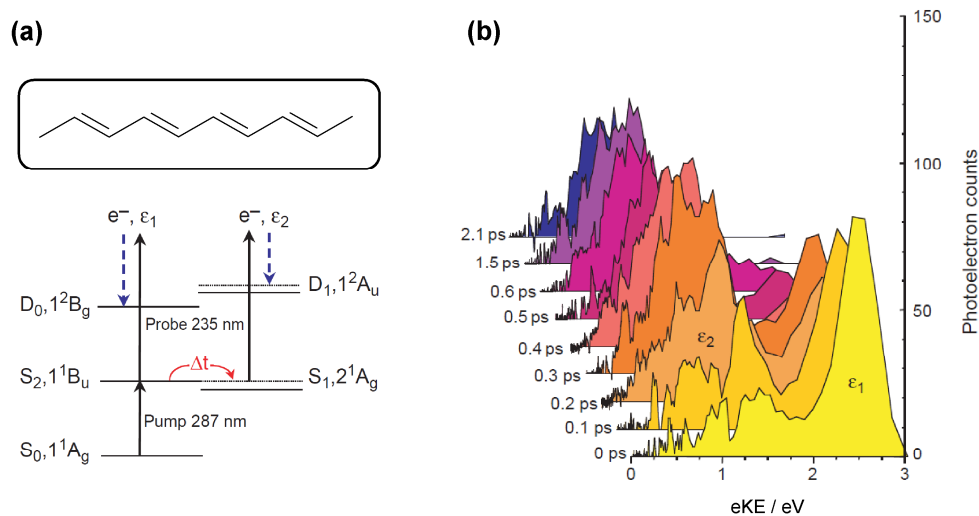 (a)
e⁻, ε₁
e⁻, ε₂
D₀,1²B_g
D₁,1²A_u
Probe 235 nm
S₂,1¹B_u
Δt
S₁,2¹A_g
Pump 287 nm
S₀,1¹A_g
(b)
150
100
50
0
Photoelectron counts
2.1 ps
1.5 ps
0.6 ps
0.5 ps
0.4 ps
0.3 ps
0.2 ps
0.1 ps
0 ps
ε₂
ε₁
0
1
2
3
eKE / eV